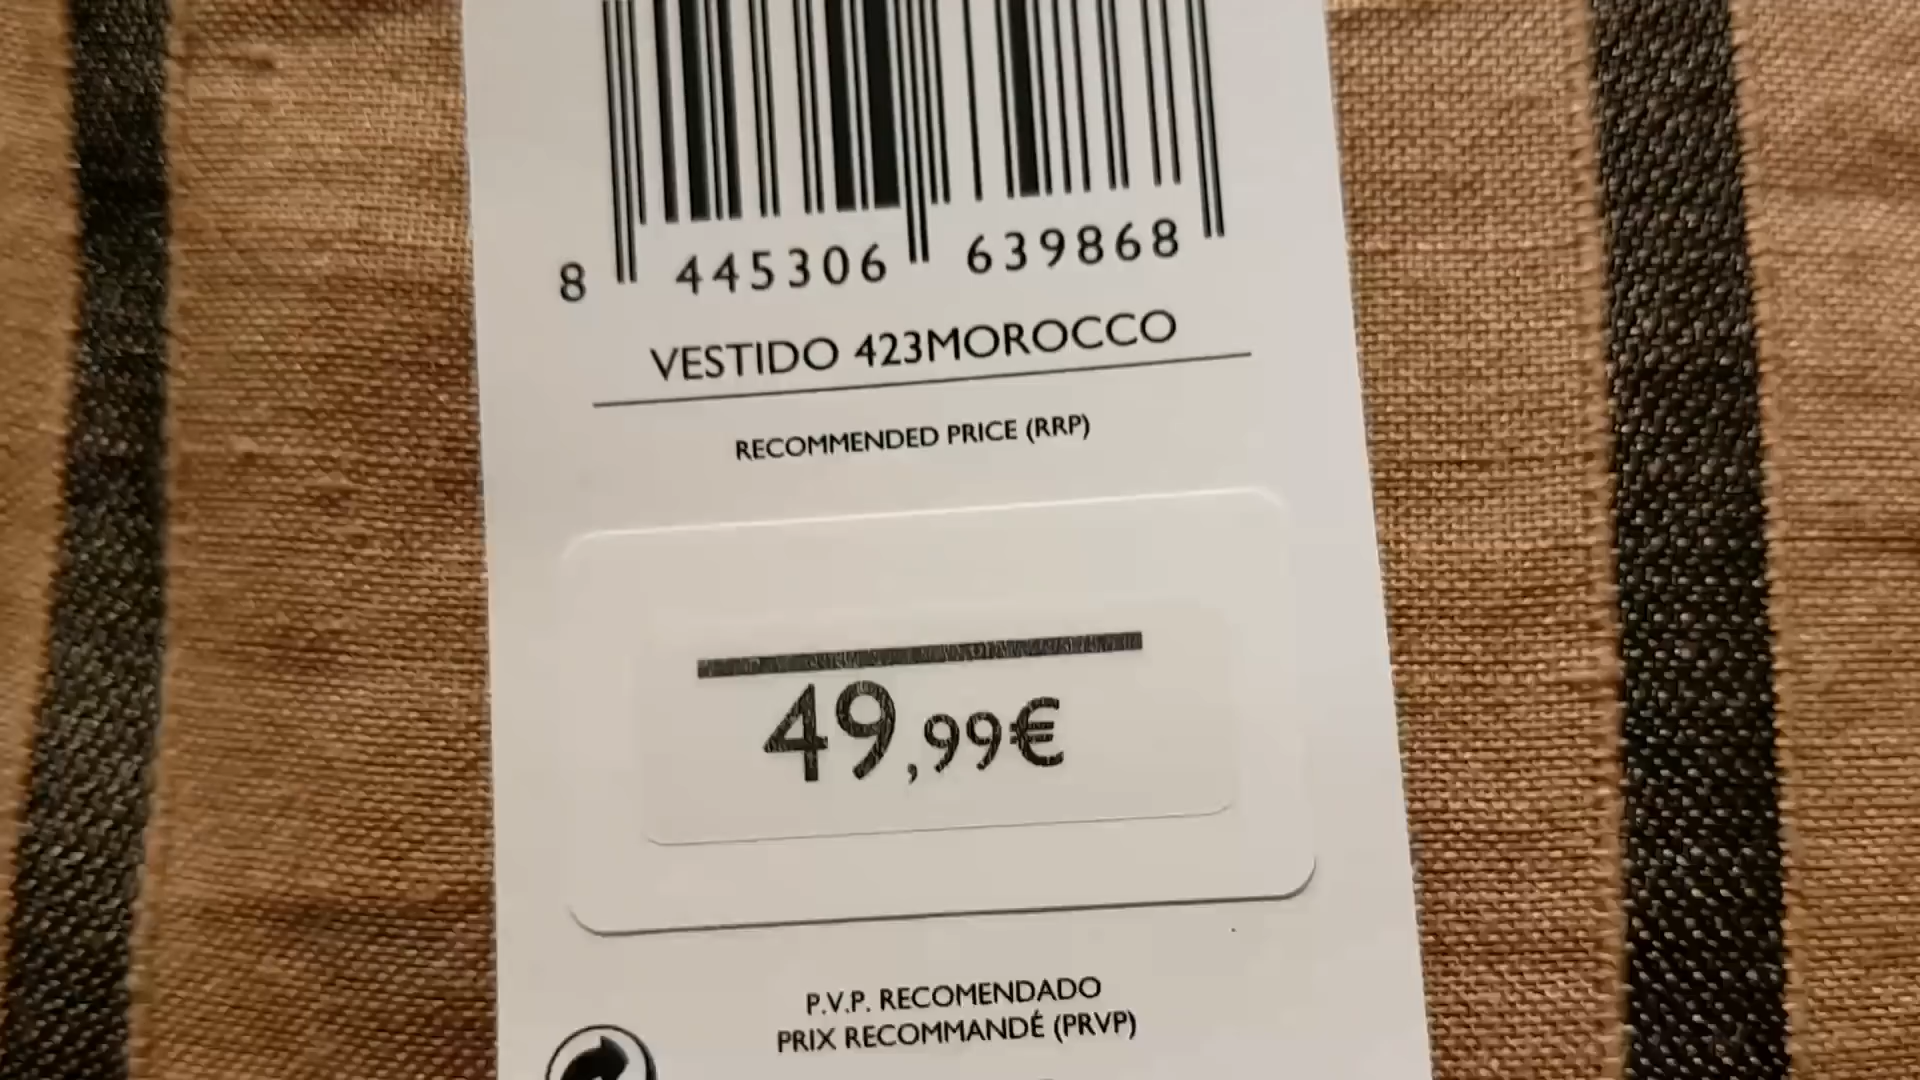 8 445306 639868
VESTIDO 423MOROCCO
RECOMMENDED PRICE (RRP)
49,99€
P.V.P. RECOMENDADO
PRIX RECOMMANDÉ (PRVP)